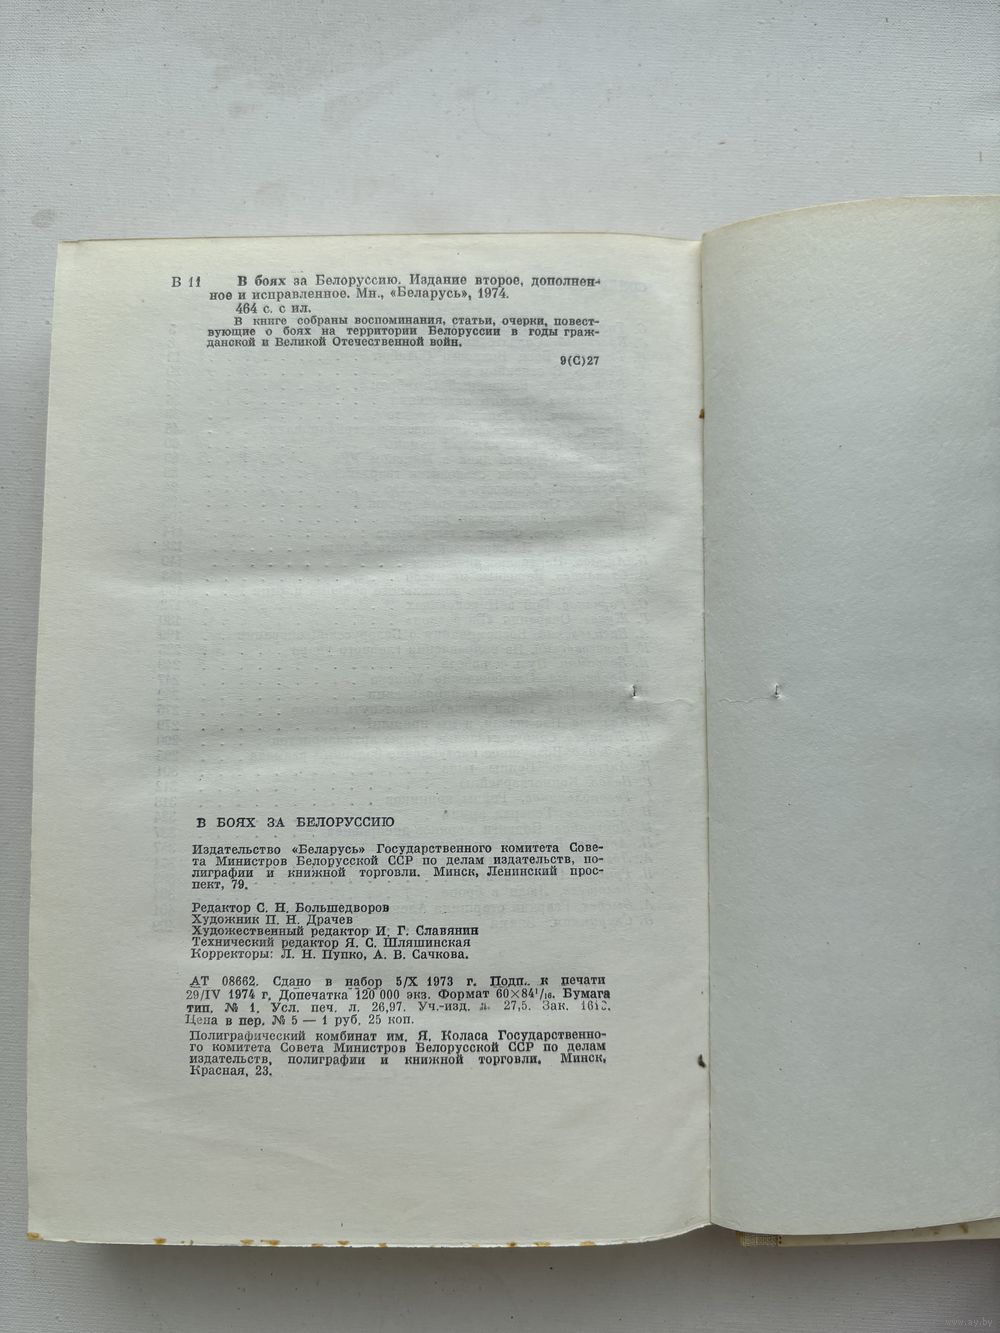 В 11 В боях за Белоруссию. Издание второе, дополнен-
ное и исправленное. Мн., «Беларусь», 1974.
464 с. с ил.
В книге собраны воспоминания, статьи, очерки, повест-
вующие о боях на территории Белоруссии в годы граж-
данской и Великой Отечественной войн.
9(С)27
В БОЯХ ЗА БЕЛОРУССИЮ
Издательство «Беларусь» Государственного комитета Сове-
та Министров Белорусской ССР по делам издательств, по-
лиграфии и книжной торговли. Минск, Ленинский прос-
пект, 79.
Редактор С. Н. Большедворов
Художник П. Н. Драчев
Художественный редактор И. Г. Славянин
Технический редактор Я. С. Шляшинская
Корректоры: Л. Н. Пупко, А. В. Сачкова.
АТ 08662. Сдано в набор 5/X 1973 г. Подп. к печати
29/IV 1974 г. Допечатка 120 000 экз. Формат 60×84¹/₁₆. Бумага
тип. № 1. Усл. печ. л. 26,97. Уч.-изд. л. 27,5. Зак.
Цена в пер. № 5 — 1 руб. 25 коп.
Полиграфический комбинат им. Я. Коласа Государственно-
го комитета Совета Министров Белорусской ССР по делам
издательств, полиграфии и книжной торговли. Минск,
Красная, 23.
www.ay.by